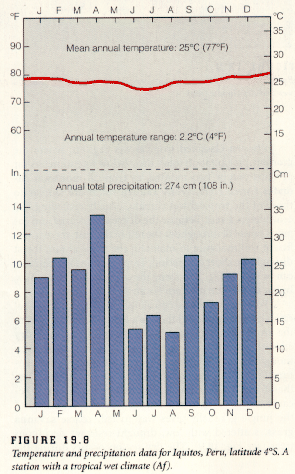 °F J F M A M J J A S O N D °C
90
80
70
60
35
30
25
20
15
Mean annual temperature: 25°C (77°F)
Annual temperature range: 2.2°C (4°F)
In. Cm
Annual total precipitation: 274 cm (108 in.)
14
12
10
8
6
4
2
0
35
30
25
20
15
10
5
0
J F M A M J J A S O N D
FIGURE 19.8
Temperature and precipitation data for Iquitos, Peru, latitude 4°S. A
station with a tropical wet climate (Af).